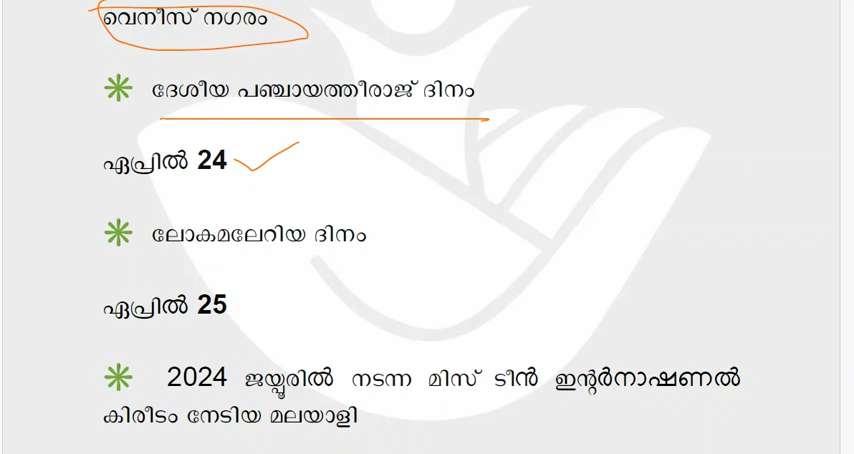 വെനീസ് നഗരം
ദേശീയ പഞ്ചായത്തീരാജ് ദിനം
ഏപ്രിൽ 24
ലോകമലേറിയ ദിനം
ഏപ്രിൽ 25
2024 ജയ്പൂരിൽ നടന്ന മിസ് ടീൻ ഇന്റർനാഷണൽ
കിരീടം നേടിയ മലയാളി